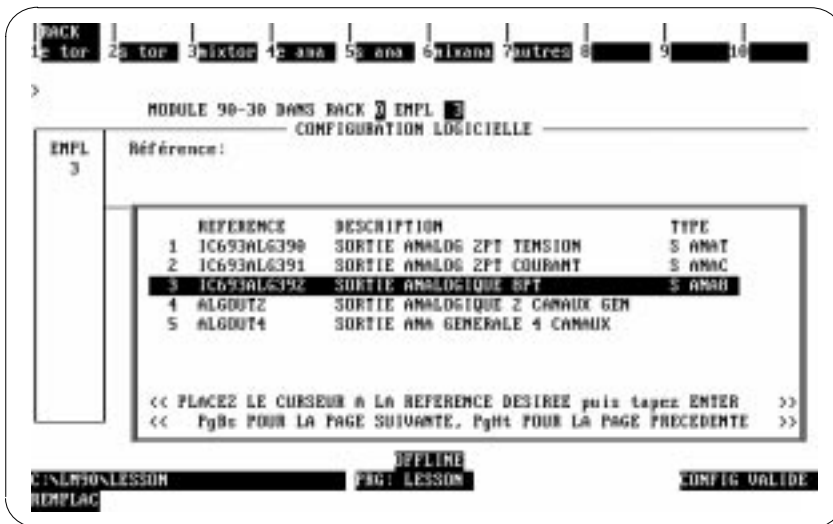 RACK
1e tor 2s tor 3mixtor 4e ana 5s ana 6mixana 7autres 8 9 10
>
MODULE 90-30 DANS RACK 0 EMPL 3
CONFIGURATION LOGICIELLE
EMPL Référence:
3
REFERENCE DESCRIPTION TYPE
1 IC693ALG390 SORTIE ANALOG 2PT TENSION S ANAT
2 IC693ALG391 SORTIE ANALOG 2PT COURANT S ANAC
3 IC693ALG392 SORTIE ANALOGIQUE 8PT S ANA8
4 ALGOUT2 SORTIE ANALOGIQUE 2 CANAUX GEN
5 ALGOUT4 SORTIE ANA GENERALE 4 CANAUX
<< PLACEZ LE CURSEUR A LA REFERENCE DESIREE puis tapez ENTER >>
<< PgBs POUR LA PAGE SUIVANTE, PgHt POUR LA PAGE PRECEDENTE >>
OFFLINE
C:\LM90\LESSON PRG: LESSON CONFIG VALIDE
REMPLAC